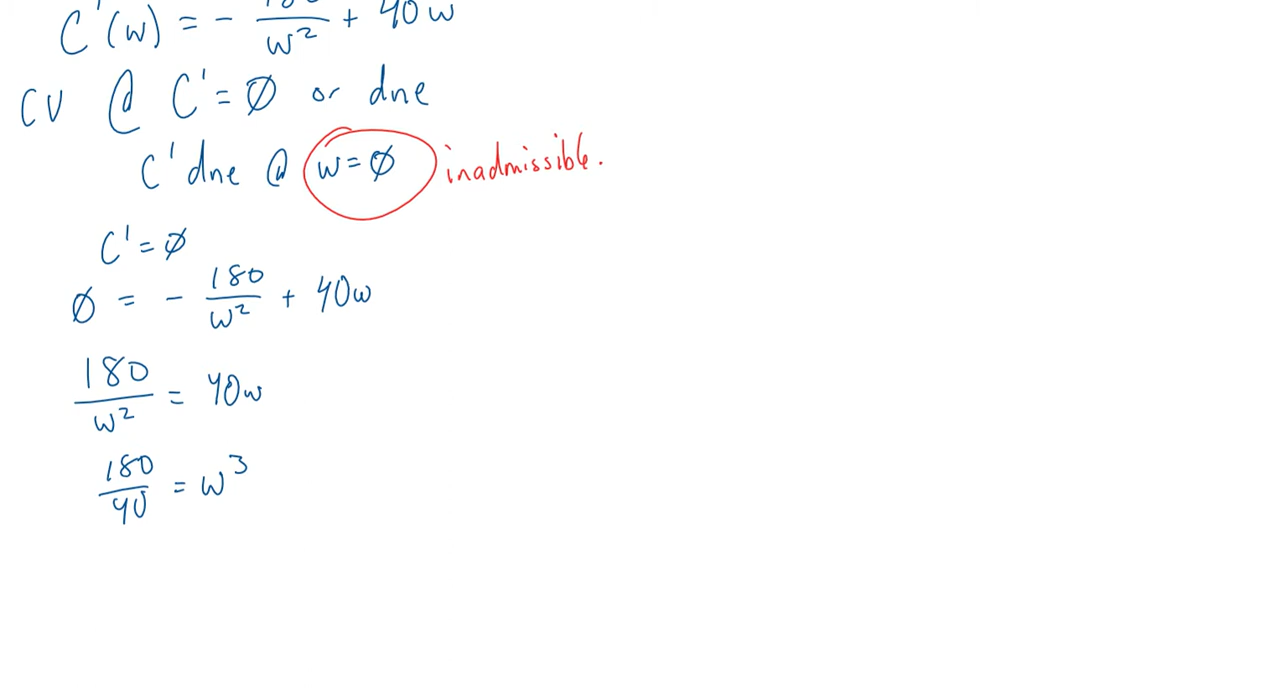 C'(w) = - 180/w² + 40w
CV @ C' = ∅ or dne
C' dne @ w = ∅ inadmissible.
C' = ∅
∅ = - 180/w² + 40w
180/w² = 40w
180/40 = w³